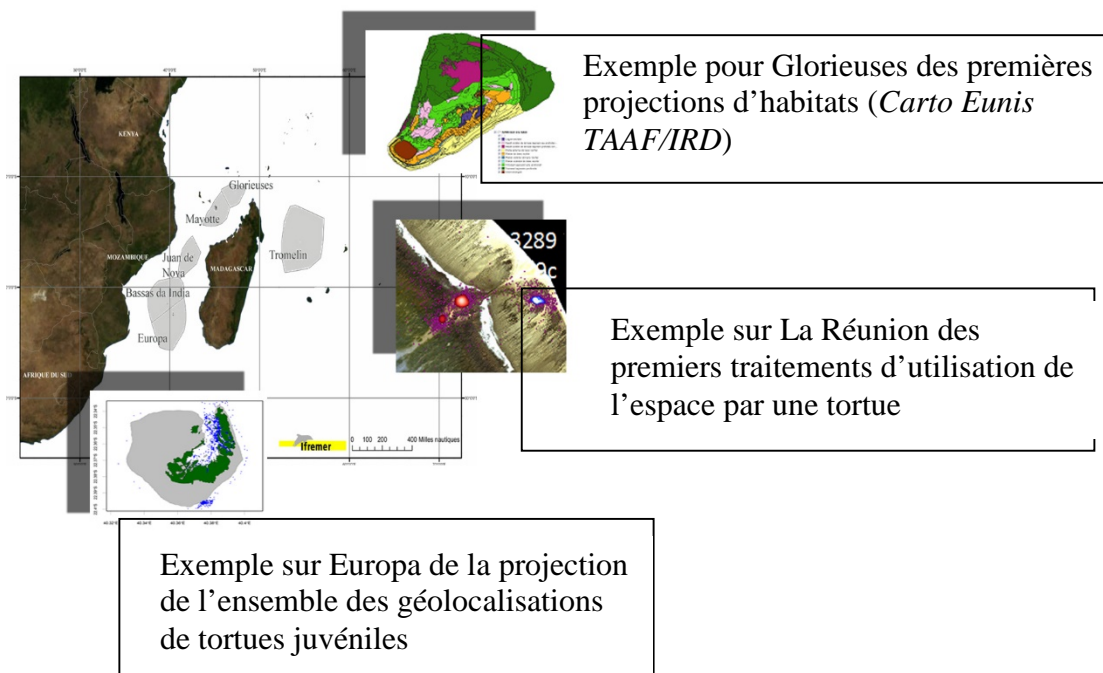 Exemple pour Glorieuses des premières
projections d’habitats (Carto Eunis
TAAF/IRD)
KENYA
Glorieuses
Mayotte
3289
Juan de
Nova
MOZAMBIQUE
MADAGASCAR
Tromelin
Bassas da India
Europa
AFRIQUE DU SUD
Exemple sur La Réunion des
premiers traitements d’utilisation de
l’espace par une tortue
Ifremer
0 100 200 400 Milles nautiques
Exemple sur Europa de la projection
de l’ensemble des géolocalisations
de tortues juvéniles